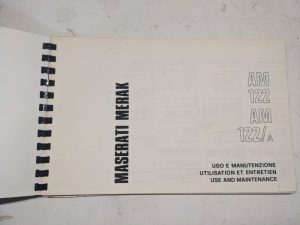 MASERATI MERAK
AM
122
AM
122/A
USO E MANUTENZIONE
UTILISATION ET ENTRETIEN
USE AND MAINTENANCE